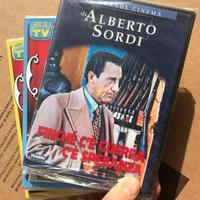 GRANDE CINEMA
di ALBERTO
SORDI
FINCHÉ C'È GUERRA
C'È SPERANZA
TV